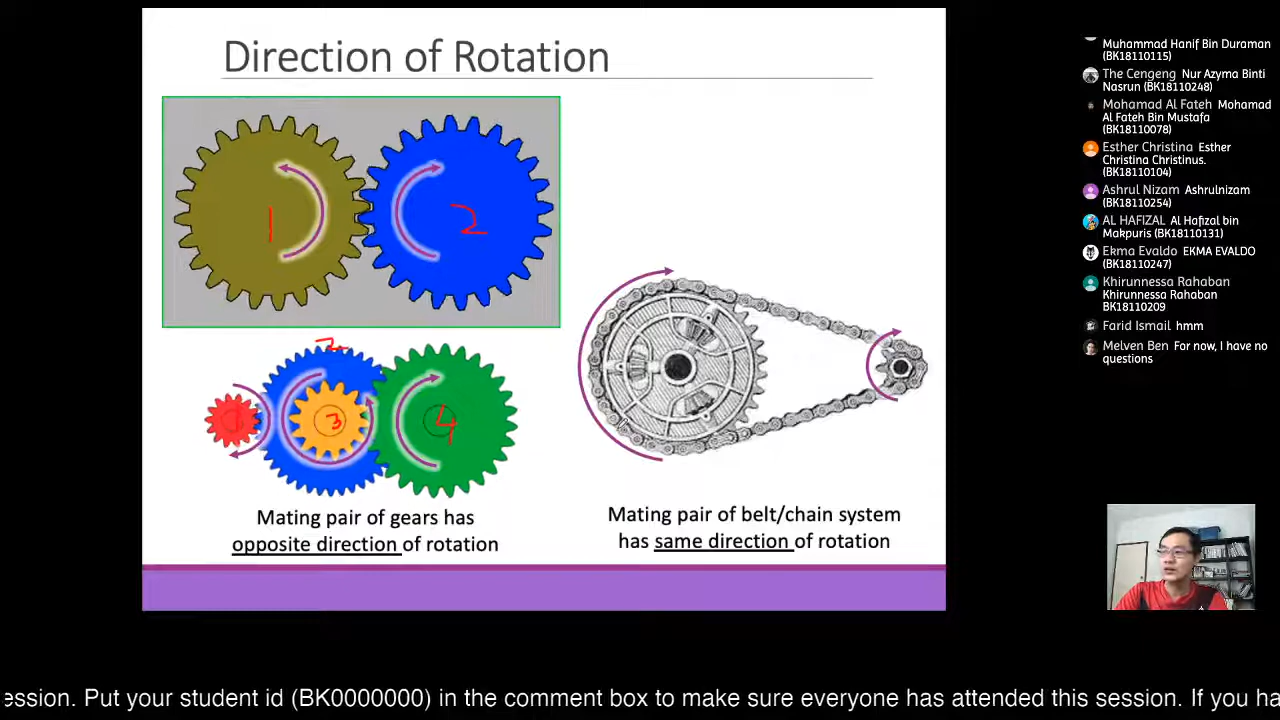 Direction of Rotation
1
2
2
1
3
4
Mating pair of gears has
opposite direction of rotation
Mating pair of belt/chain system
has same direction of rotation
Muhammad Hanif Bin Duraman
(BK18110115)
The Cengeng Nur Azyma Binti
Nasrun (BK18110248)
Mohamad Al Fateh Mohamad
Al Fateh Bin Mustafa
(BK18110078)
Esther Christina Esther
Christina Christinus.
(BK18110104)
Ashrul Nizam Ashrulnizam
(BK18110254)
AL HAFIZAL Al Hafizal bin
Makpuris (BK18110131)
Ekma Evaldo EKMA EVALDO
(BK18110247)
Khirunnessa Rahaban
Khirunnessa Rahaban
BK18110209
Farid Ismail hmm
Melven Ben For now, I have no
questions
ession. Put your student id (BK0000000) in the comment box to make sure everyone has attended this session. If you ha